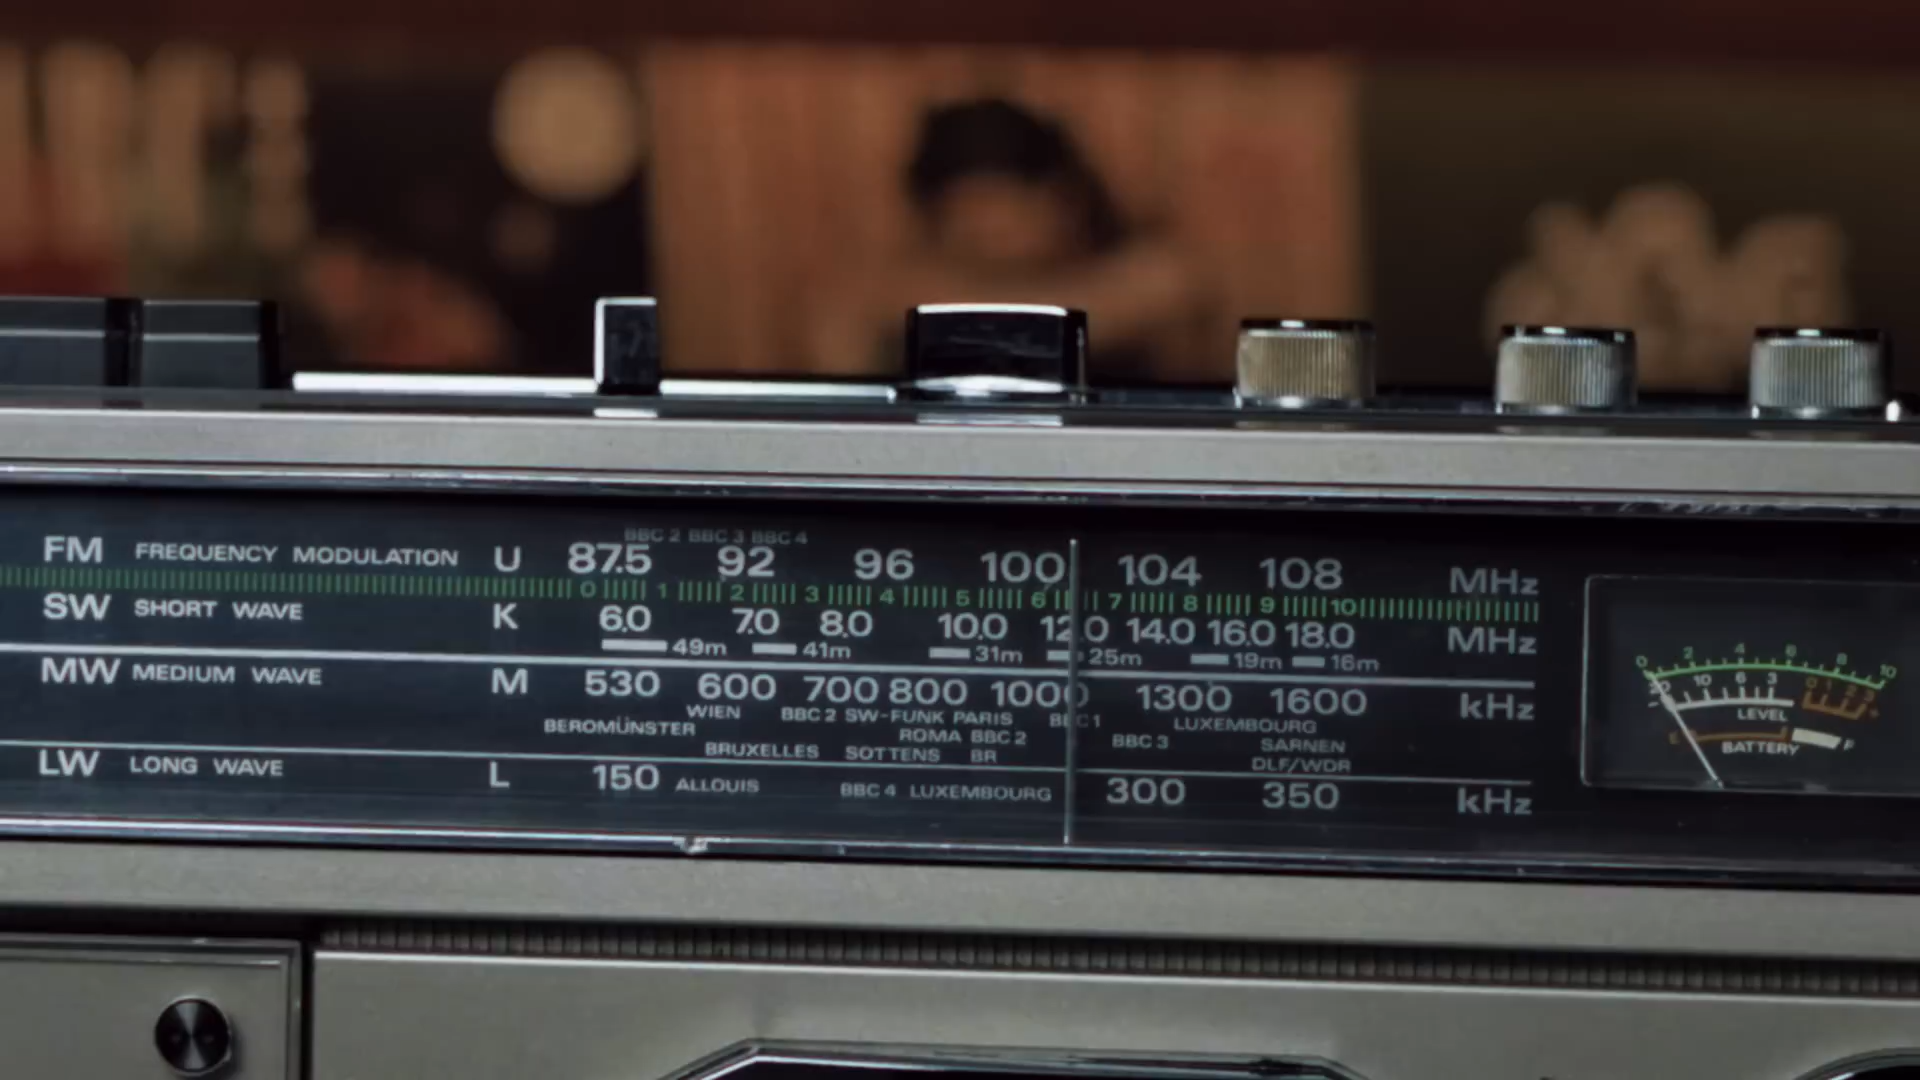 BBC 2 BBC 3 BBC 4
FM FREQUENCY MODULATION U 87.5 92 96 100 104 108 MHz
0 1 2 3 4 5 6 7 8 9 10
SW SHORT WAVE K 6.0 7.0 8.0 10.0 12.0 14.0 16.0 18.0 MHz
49m 41m 31m 25m 19m 16m
MW MEDIUM WAVE M 530 600 700 800 1000 1300 1600 kHz
WIEN BBC 2 SW-FUNK PARIS BBC 1 LUXEMBOURG
BEROMÜNSTER ROMA BBC 2 BBC 3 SARNEN
BRUXELLES SOTTENS BR DLF/WDR
LW LONG WAVE L 150 ALLOUIS BBC 4 LUXEMBOURG 300 350 kHz
0 2 4 6 8 10
20 10 6 3 0 1 2 3 +
LEVEL
E BATTERY F